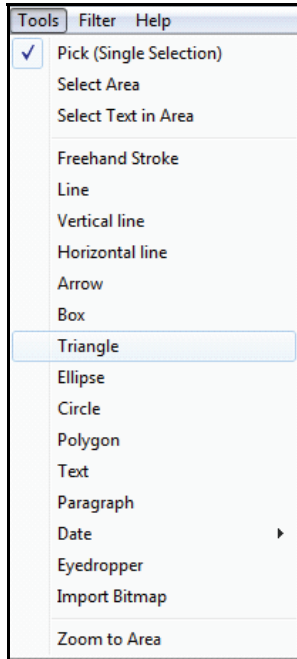 Tools Filter Help
Pick (Single Selection)
Select Area
Select Text in Area
Freehand Stroke
Line
Vertical line
Horizontal line
Arrow
Box
Triangle
Ellipse
Circle
Polygon
Text
Paragraph
Date
Eyedropper
Import Bitmap
Zoom to Area